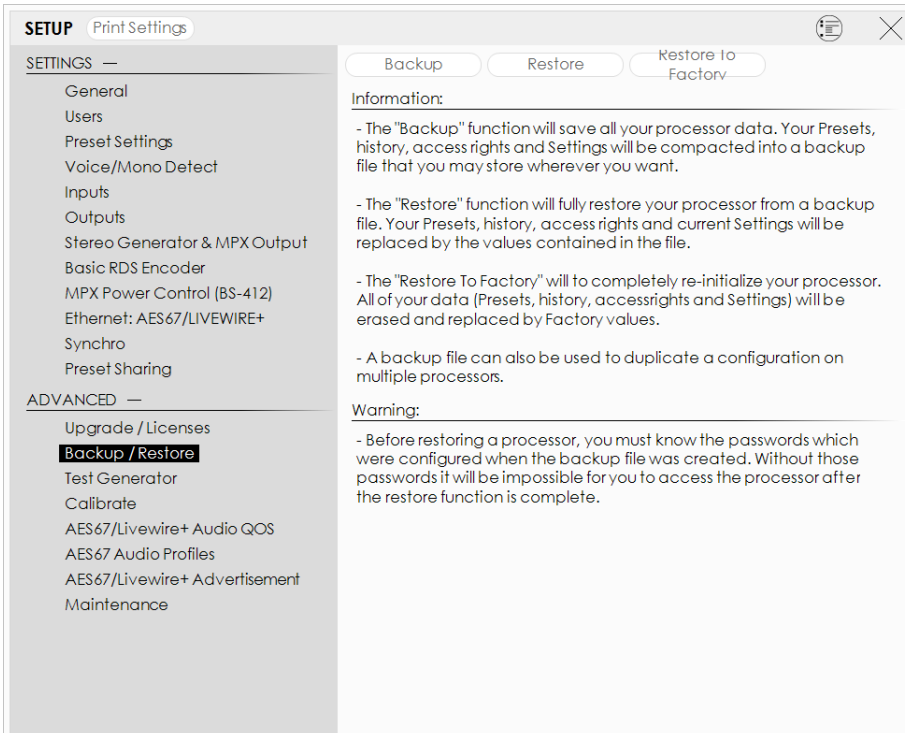 SETUP Print Settings
SETTINGS —
General
Users
Preset Settings
Voice/Mono Detect
Inputs
Outputs
Stereo Generator & MPX Output
Basic RDS Encoder
MPX Power Control (BS-412)
Ethernet: AES67/LIVEWIRE+
Synchro
Preset Sharing
ADVANCED —
Upgrade / Licenses
Backup / Restore
Test Generator
Calibrate
AES67/Livewire+ Audio QOS
AES67 Audio Profiles
AES67/Livewire+ Advertisement
Maintenance
Backup
Restore
Restore To
Factory
Information:
- The "Backup" function will save all your processor data. Your Presets,
history, access rights and Settings will be compacted into a backup
file that you may store wherever you want.
- The "Restore" function will fully restore your processor from a backup
file. Your Presets, history, access rights and current Settings will be
replaced by the values contained in the file.
- The "Restore To Factory" will to completely re-initialize your processor.
All of your data (Presets, history, accessrights and Settings) will be
erased and replaced by Factory values.
- A backup file can also be used to duplicate a configuration on
multiple processors.
Warning:
- Before restoring a processor, you must know the passwords which
were configured when the backup file was created. Without those
passwords it will be impossible for you to access the processor after
the restore function is complete.